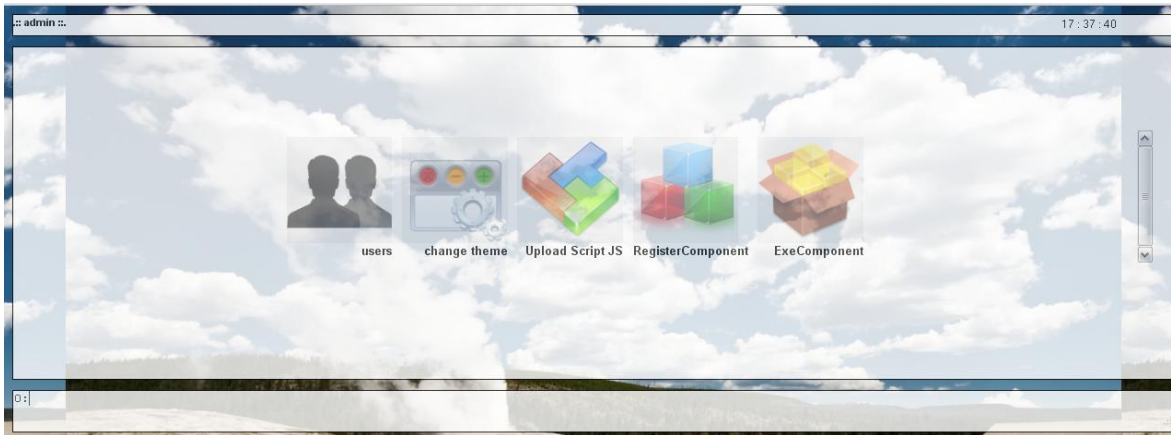 .:: admin ::.
17:37:40
users
change theme
Upload Script JS
RegisterComponent
ExeComponent
0: